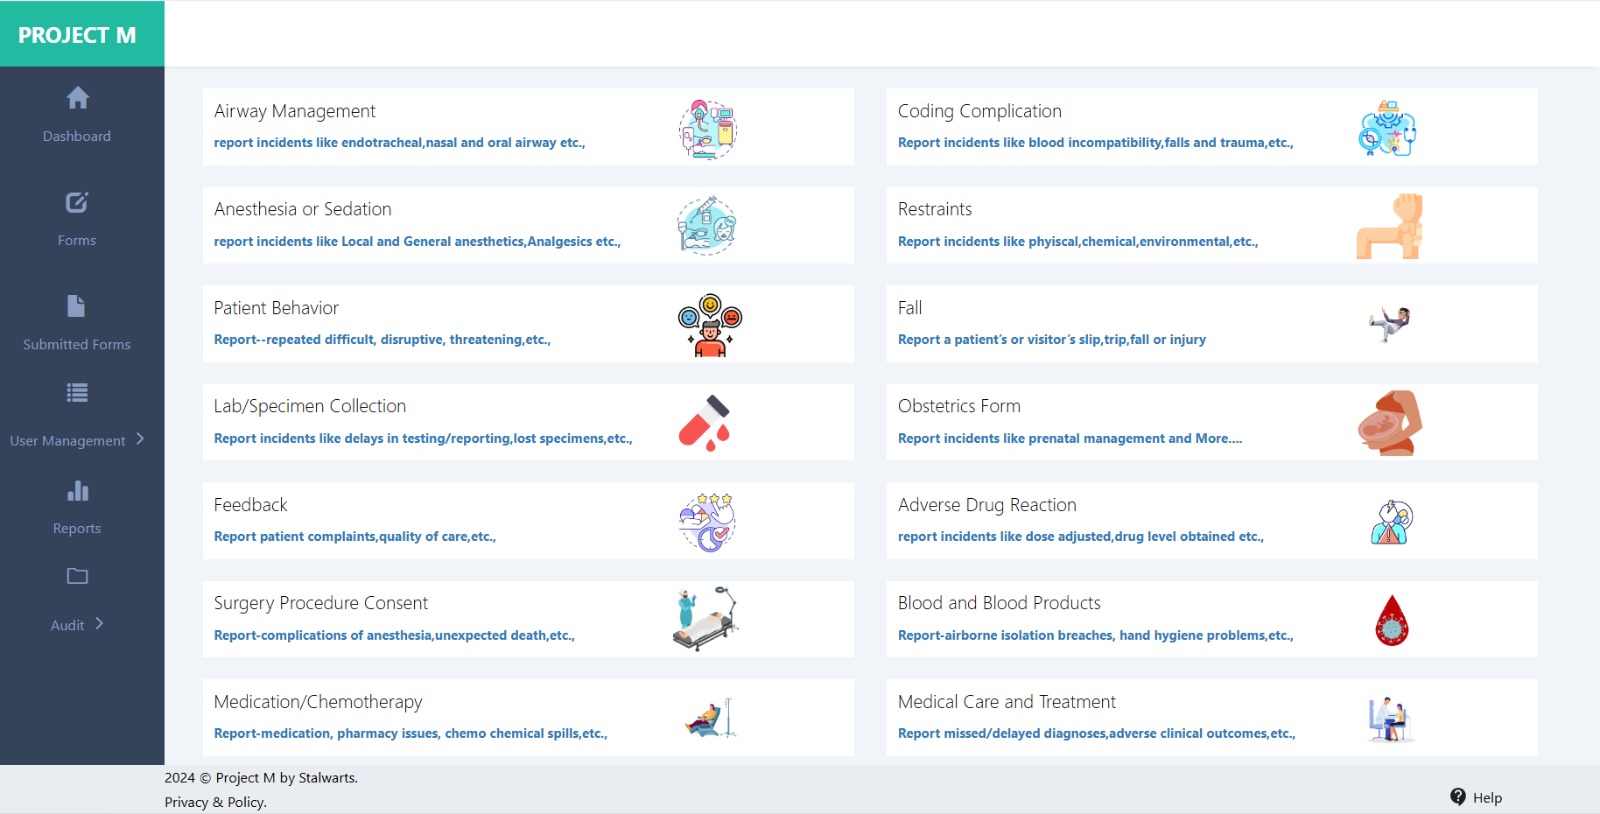 PROJECT M
Dashboard
Forms
Submitted Forms
User Management
Reports
Audit
Airway Management
report incidents like endotracheal,nasal and oral airway etc.,
Coding Complication
Report incidents like blood incompatibility,falls and trauma,etc.,
Anesthesia or Sedation
report incidents like Local and General anesthetics,Analgesics etc.,
Restraints
Report incidents like phyiscal,chemical,environmental,etc.,
Patient Behavior
Report--repeated difficult, disruptive, threatening,etc.,
Fall
Report a patient's or visitor's slip,trip,fall or injury
Lab/Specimen Collection
Report incidents like delays in testing/reporting,lost specimens,etc.,
Obstetrics Form
Report incidents like prenatal management and More....
Feedback
Report patient complaints,quality of care,etc.,
Adverse Drug Reaction
report incidents like dose adjusted,drug level obtained etc.,
Surgery Procedure Consent
Report-complications of anesthesia,unexpected death,etc.,
Blood and Blood Products
Report-airborne isolation breaches, hand hygiene problems,etc.,
Medication/Chemotherapy
Report-medication, pharmacy issues, chemo chemical spills,etc.,
Medical Care and Treatment
Report missed/delayed diagnoses,adverse clinical outcomes,etc.,
2024 © Project M by Stalwarts.
Privacy & Policy.
Help